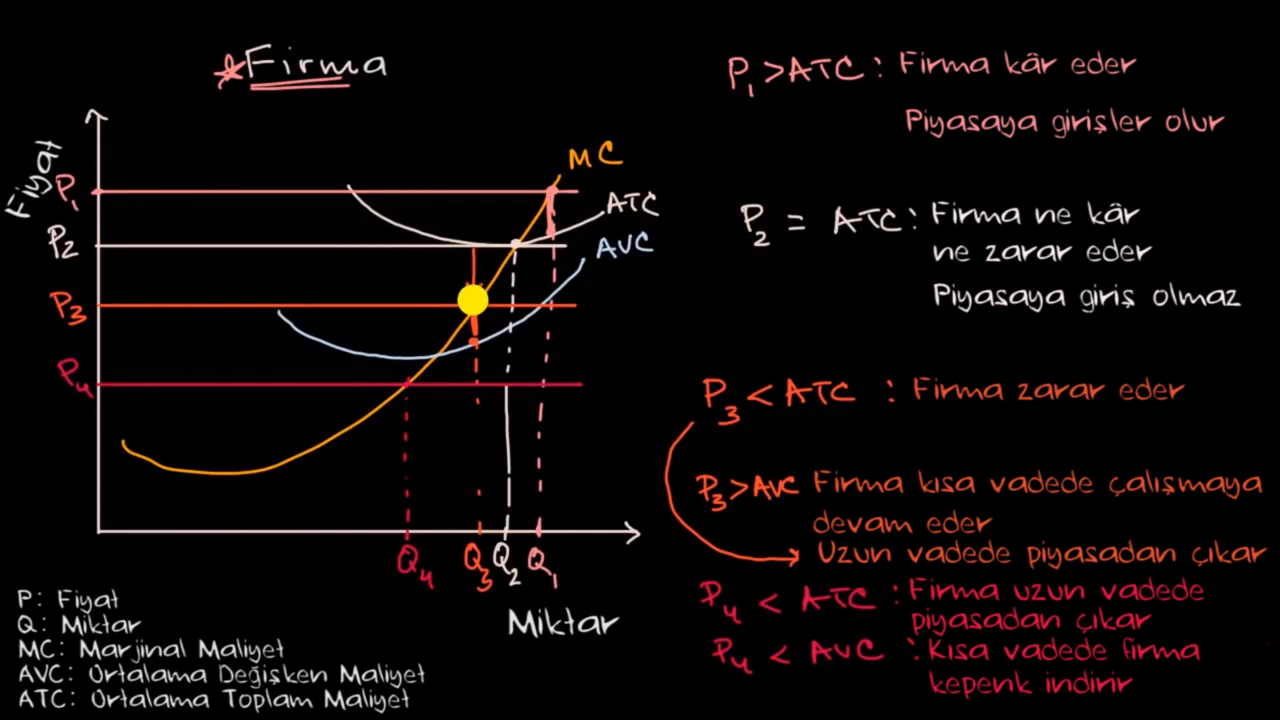 *Firma
Fiyat
P1
P2
P3
P4
MC
ATC
AVC
Q4
Q3
Q2
Q1
Miktar
P: Fiyat
Q: Miktar
MC: Marjinal Maliyet
AVC: Ortalama Değişken Maliyet
ATC: Ortalama Toplam Maliyet
P1 > ATC : Firma kâr eder
Piyasaya girişler olur
P2 = ATC : Firma ne kâr
ne zarar eder
Piyasaya giriş olmaz
P3 < ATC : Firma zarar eder
P3 > AVC Firma kısa vadede çalışmaya
devam eder
Uzun vadede piyasadan çıkar
P4 < ATC : Firma uzun vadede
piyasadan çıkar
P4 < AVC : Kısa vadede firma
kepenk indirir